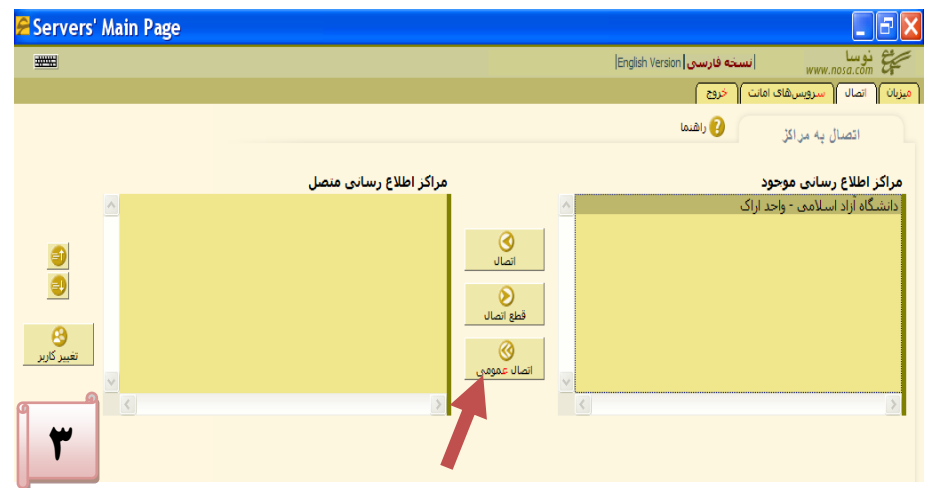 Servers' Main Page
نوسا
www.nosa.com
|نسخه فارسی|English Version|
میزبان
اتصال
سرویس‌های امانت
خروج
اتصال به مراکز
راهنما
مراکز اطلاع رسانی موجود
مراکز اطلاع رسانی متصل
دانشگاه آزاد اسلامی - واحد اراک
اتصال
قطع اتصال
اتصال عمومی
تغییر کاربر
۳